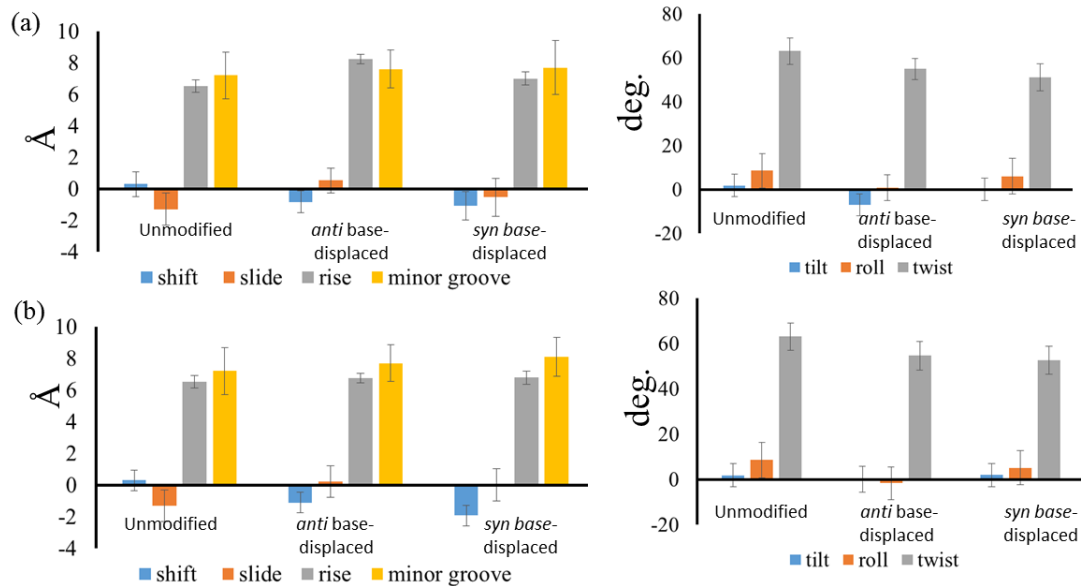 (a)
10
8
6
4
2
0
-2
-4
Å
Unmodified
anti base-
displaced
syn base-
displaced
shift slide rise minor groove
80
60
40
20
0
-20
deg.
Unmodified
anti base-
displaced
syn base-
displaced
tilt roll twist
(b)
10
8
6
4
2
0
-2
-4
Å
Unmodified
anti base-
displaced
syn base-
displaced
shift slide rise minor groove
80
60
40
20
0
-20
deg.
Unmodified
anti base-
displaced
syn base-
displaced
tilt roll twist